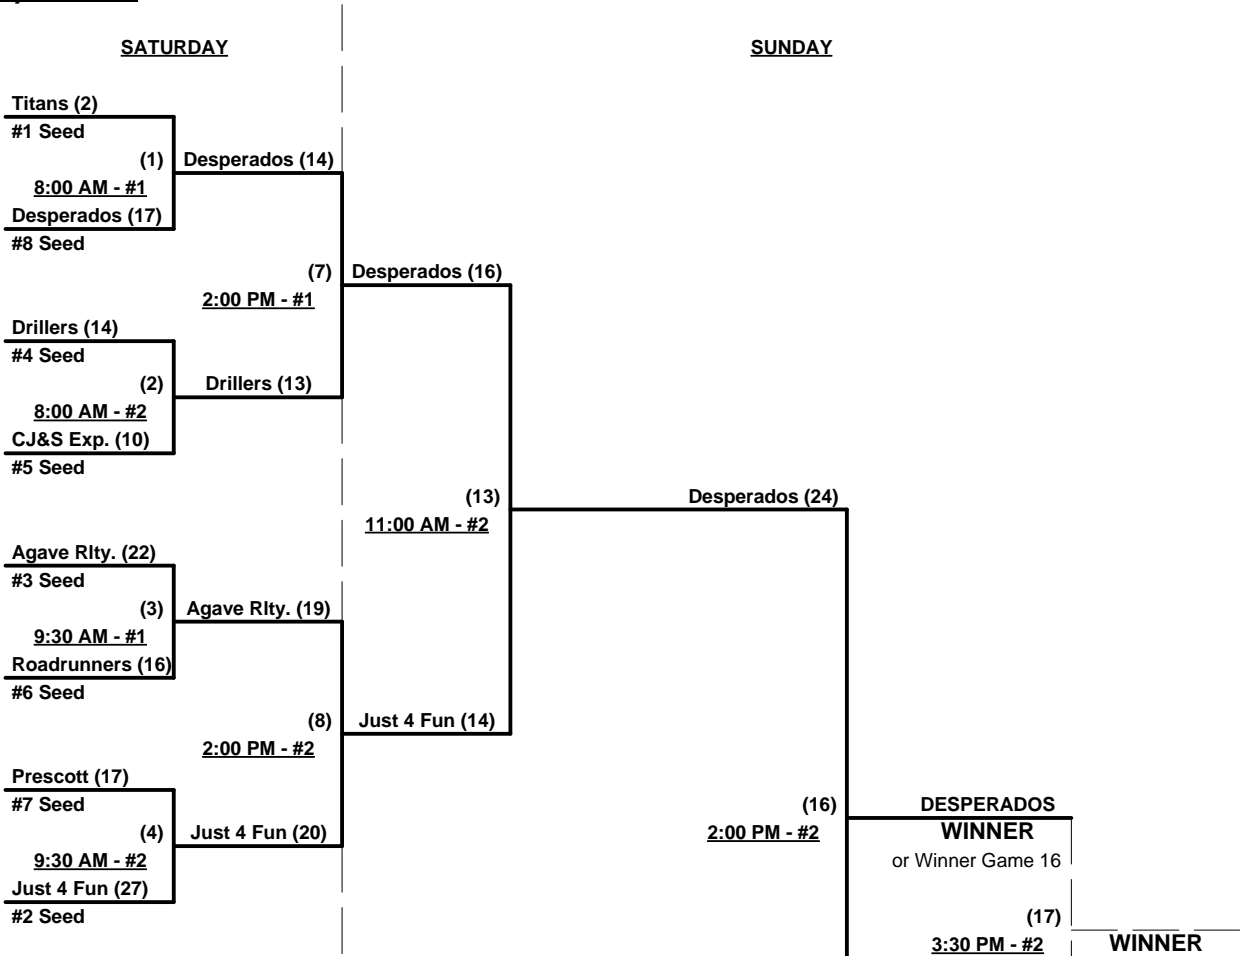 SATURDAY
SUNDAY
Titans (2)
#1 Seed
(1)
Desperados (14)
8:00 AM - #1
Desperados (17)
#8 Seed
(7)
Desperados (16)
2:00 PM - #1
Drillers (14)
#4 Seed
(2)
Drillers (13)
8:00 AM - #2
CJ&S Exp. (10)
#5 Seed
(13)
Desperados (24)
11:00 AM - #2
Agave Rlty. (22)
#3 Seed
(3)
Agave Rlty. (19)
9:30 AM - #1
Roadrunners (16)
#6 Seed
(8)
Just 4 Fun (14)
2:00 PM - #2
Prescott (17)
#7 Seed
(16)
DESPERADOS
(4)
Just 4 Fun (20)
2:00 PM - #2
WINNER
9:30 AM - #2
or Winner Game 16
Just 4 Fun (27)
#2 Seed
(17)
3:30 PM - #2
WINNER